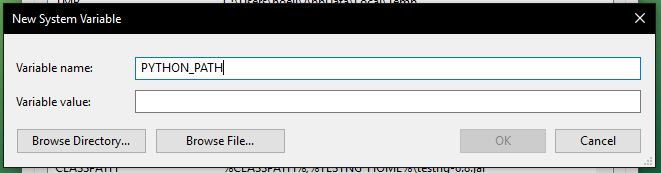 New System Variable
Variable name: PYTHON_PATH
Variable value:
Browse Directory... Browse File... OK Cancel